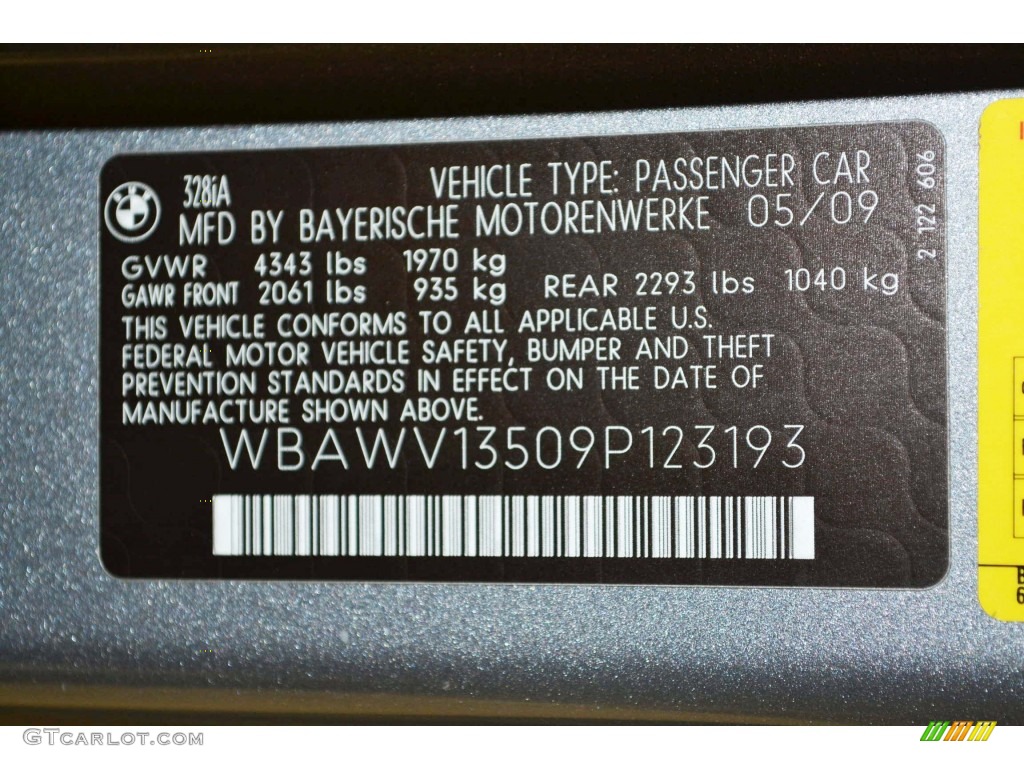 328iA
VEHICLE TYPE: PASSENGER CAR
MFD BY BAYERISCHE MOTORENWERKE 05/09
GVWR 4343 lbs 1970 kg
GAWR FRONT 2061 lbs 935 kg REAR 2293 lbs 1040 kg
THIS VEHICLE CONFORMS TO ALL APPLICABLE U.S.
FEDERAL MOTOR VEHICLE SAFETY, BUMPER AND THEFT
PREVENTION STANDARDS IN EFFECT ON THE DATE OF
MANUFACTURE SHOWN ABOVE.
WBAWV13509P123193
2 122 606
GTCarLot.com